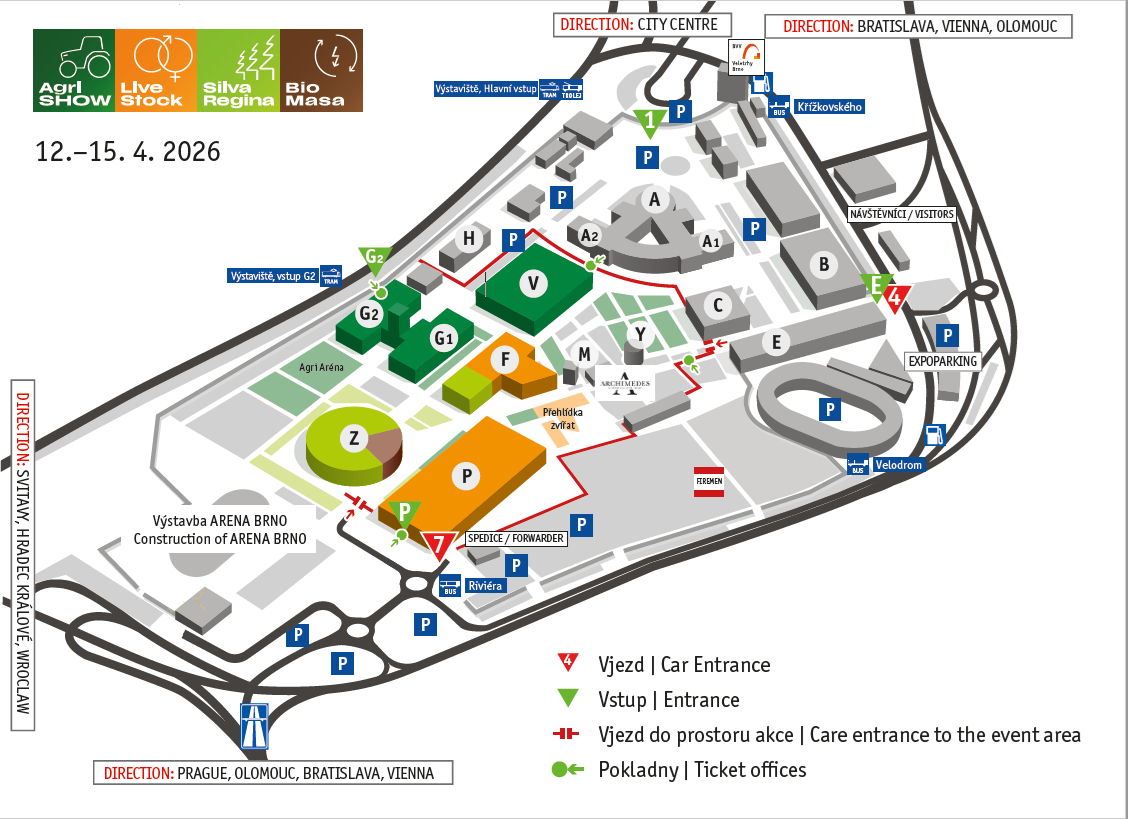 DIRECTION: CITY CENTRE
DIRECTION: BRATISLAVA, VIENNA, OLOMOUC
Agri
SHOW
Live
Stock
Silva
Regina
Bio
Masa
12.–15. 4. 2026
BVV
Veletrhy
Brno
Výstaviště, Hlavní vstup
TRAM
TROLEJ
BUS
Křížkovského
1
P
P
P
P
P
A
A2
A1
H
V
B
C
NÁVŠTĚVNÍCI / VISITORS
E
4
G2
Výstaviště, vstup G2
TRAM
G2
G1
F
M
Y
E
P
EXPOPARKING
ARCHIMEDES
Agri Aréna
Přehlídka
zvířat
P
Z
P
BUS
Velodrom
FIREMEN
P
7
SPEDICE / FORWARDER
P
P
BUS
Riviéra
P
P
P
Výstavba ARENA BRNO
Construction of ARENA BRNO
DIRECTION: SVITAVY, HRADEC KRÁLOVÉ, WROCLAW
DIRECTION: PRAGUE, OLOMOUC, BRATISLAVA, VIENNA
4
Vjezd | Car Entrance
Vstup | Entrance
Vjezd do prostoru akce | Care entrance to the event area
Pokladny | Ticket offices